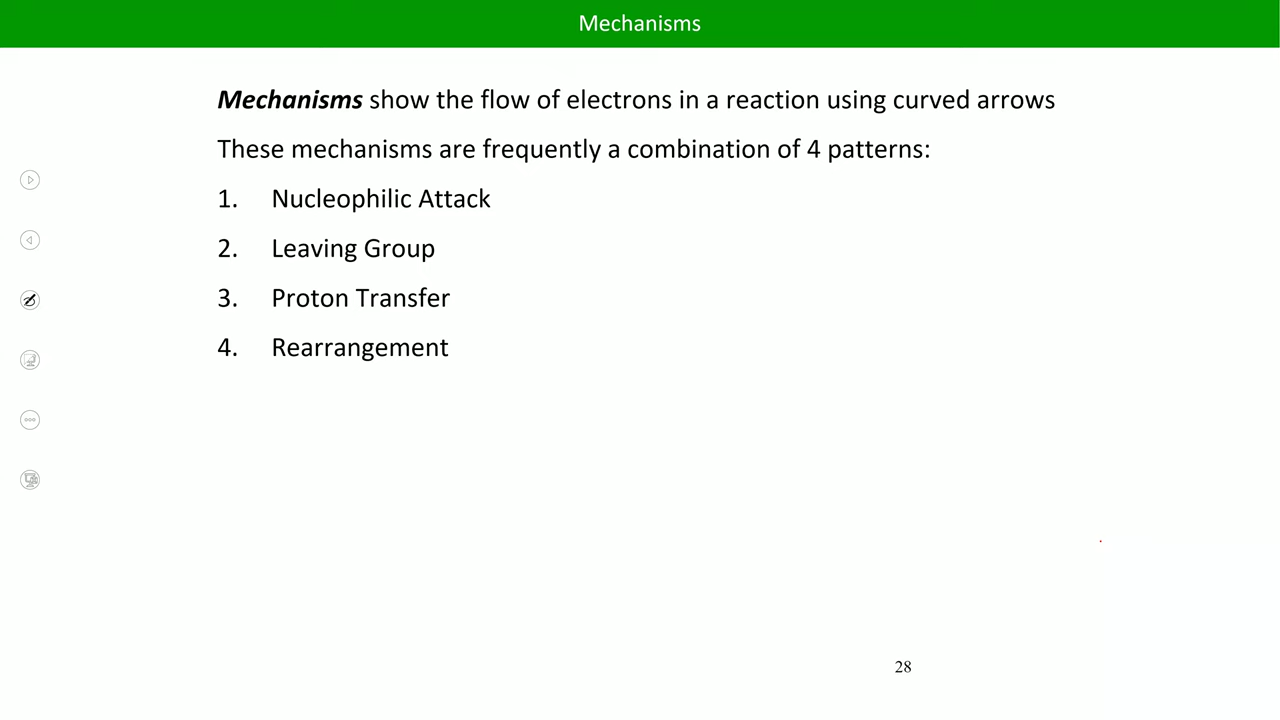 Mechanisms
Mechanisms show the flow of electrons in a reaction using curved arrows
These mechanisms are frequently a combination of 4 patterns:
1. Nucleophilic Attack
2. Leaving Group
3. Proton Transfer
4. Rearrangement
28